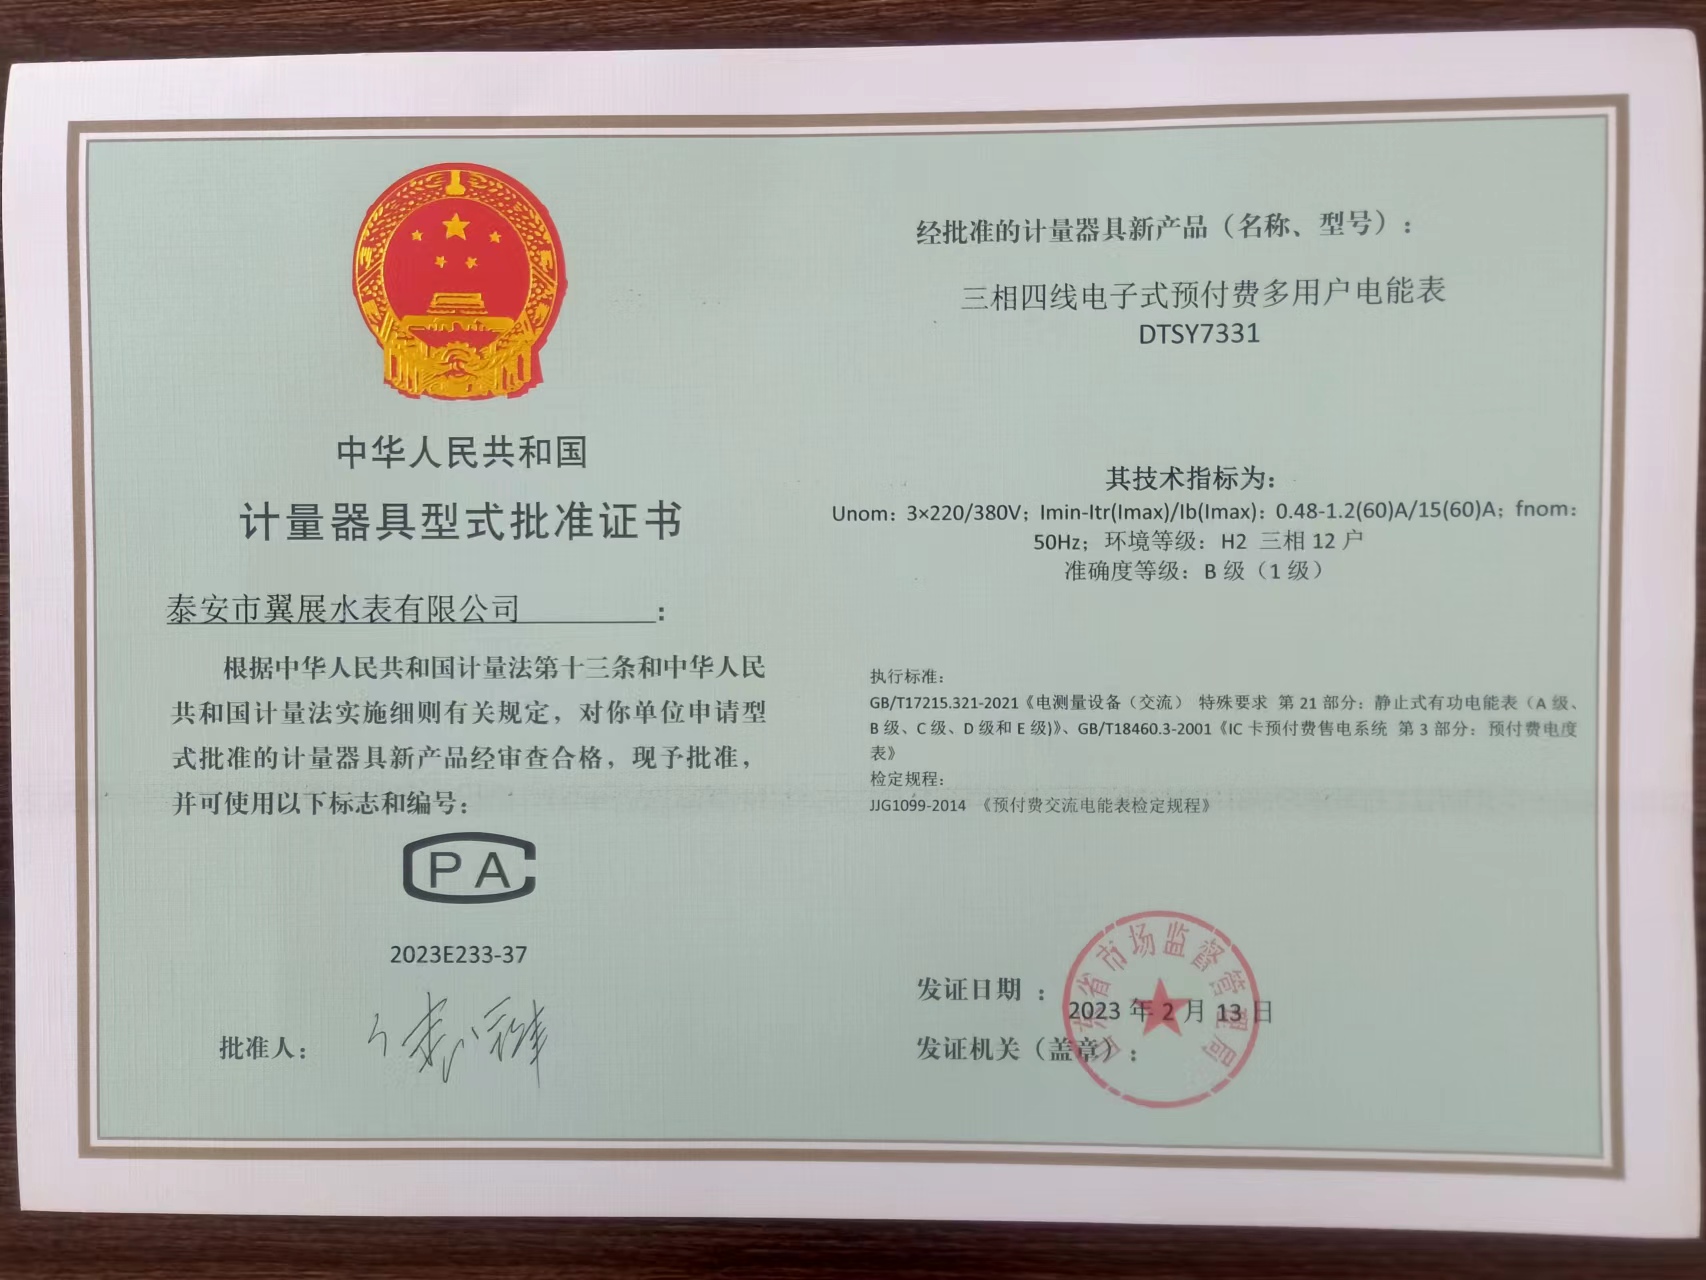 中华人民共和国
计量器具型式批准证书
泰安市翼展水表有限公司：
根据中华人民共和国计量法第十三条和中华人民
共和国计量法实施细则有关规定，对你单位申请型
式批准的计量器具新产品经审查合格，现予批准，
并可使用以下标志和编号：
CPA
2023E233-37
批准人：
经批准的计量器具新产品（名称、型号）：
三相四线电子式预付费多用户电能表
DTSY7331
其技术指标为：
Unom：3×220/380V；Imin-Itr(Imax)/Ib(Imax)：0.48-1.2(60)A/15(60)A；fnom：
50Hz；环境等级：H2 三相 12 户
准确度等级：B 级（1 级）
执行标准：
GB/T17215.321-2021《电测量设备（交流） 特殊要求 第 21 部分：静止式有功电能表（A 级、
B 级、C 级、D 级和 E 级)》、GB/T18460.3-2001《IC 卡预付费售电系统 第 3 部分：预付费电度
表》
检定规程：
JJG1099-2014 《预付费交流电能表检定规程》
发证日期：2023 年 2 月 13 日
发证机关（盖章）：
山东省市场监督管理局